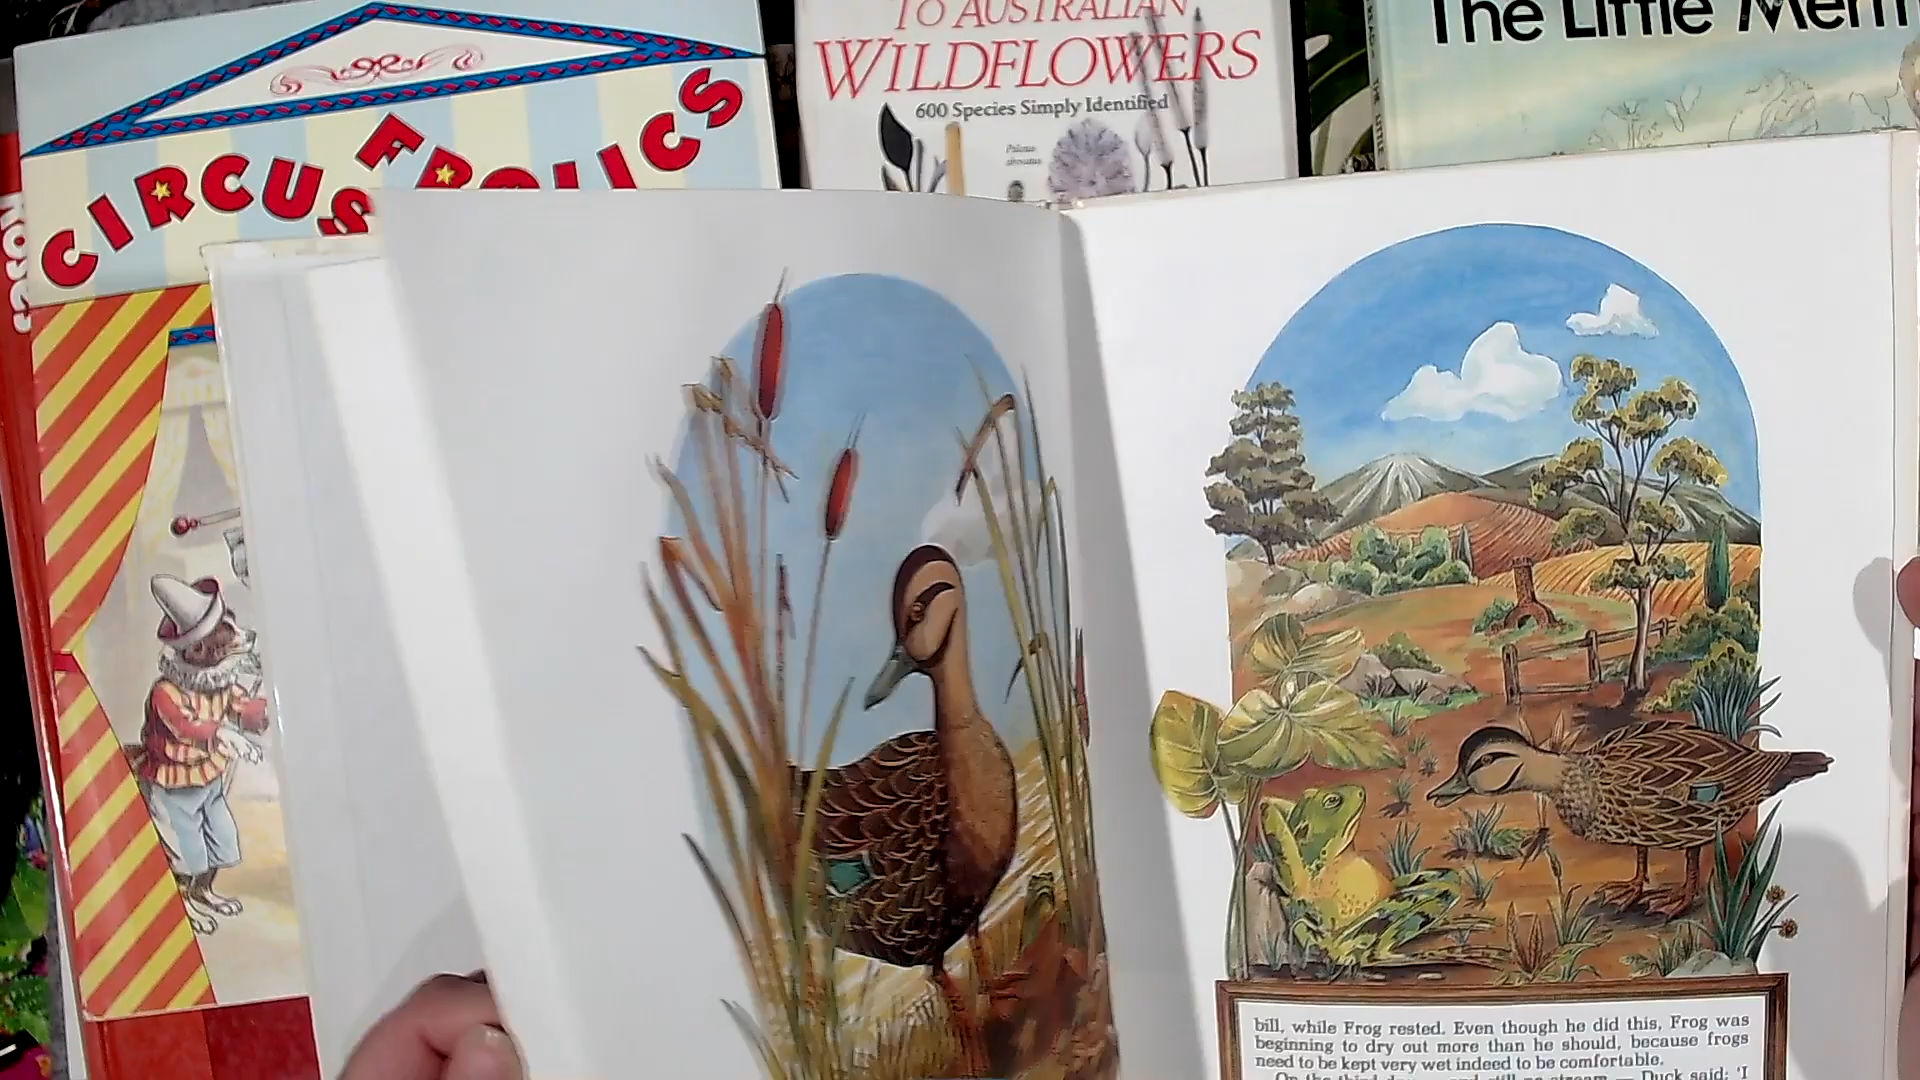 CIRCUS FROLICS
TO AUSTRALIAN
WILDFLOWERS
600 Species Simply Identified
The Little
bill, while Frog rested. Even though he did this, Frog was
beginning to dry out more than he should, because frogs
need to be kept very wet indeed to be comfortable.
Duck said: 'I